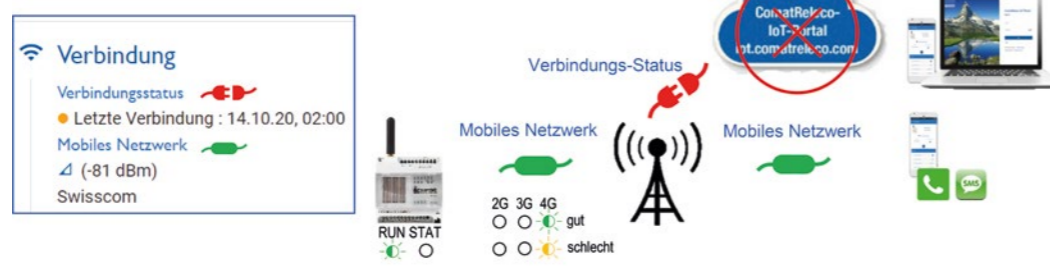 Verbindung
Verbindungsstatus
Letzte Verbindung : 14.10.20, 02:00
Mobiles Netzwerk
(-81 dBm)
Swisscom
ComatReleco-
IoT-Portal
iot.comatreleco.com
Verbindungs-Status
Mobiles Netzwerk
Mobiles Netzwerk
2G 3G 4G
gut
schlecht
RUN STAT
SMS